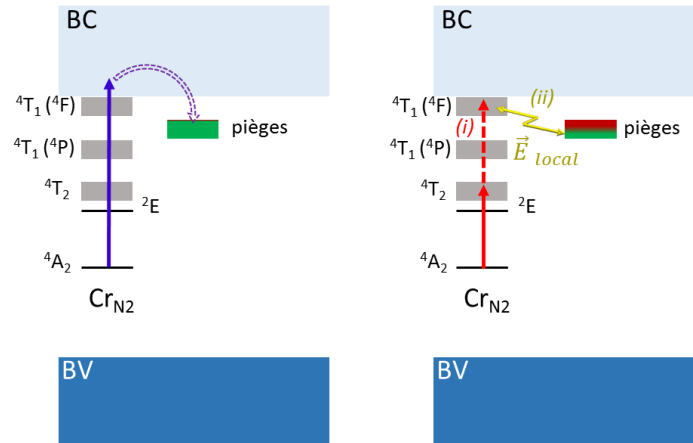 BC
⁴T₁ (⁴F)
pièges
⁴T₁ (⁴P)
⁴T₂
²E
⁴A₂
Cr_N2
BV
BC
⁴T₁ (⁴F)
(i)
(ii)
pièges
⁴T₁ (⁴P)
E⃗ local
⁴T₂
²E
⁴A₂
Cr_N2
BV